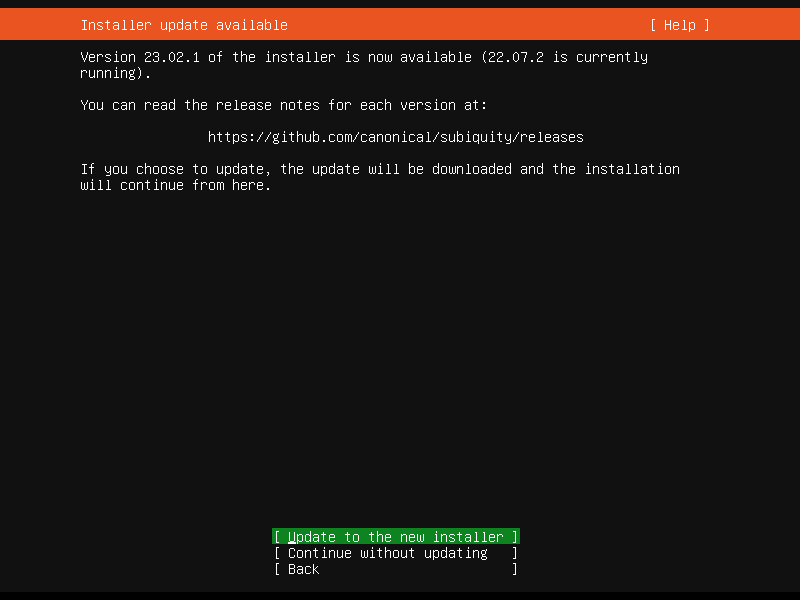 Installer update available [ Help ]
Version 23.02.1 of the installer is now available (22.07.2 is currently
running).
You can read the release notes for each version at:
https://github.com/canonical/subiquity/releases
If you choose to update, the update will be downloaded and the installation
will continue from here.
[ Update to the new installer ]
[ Continue without updating ]
[ Back ]